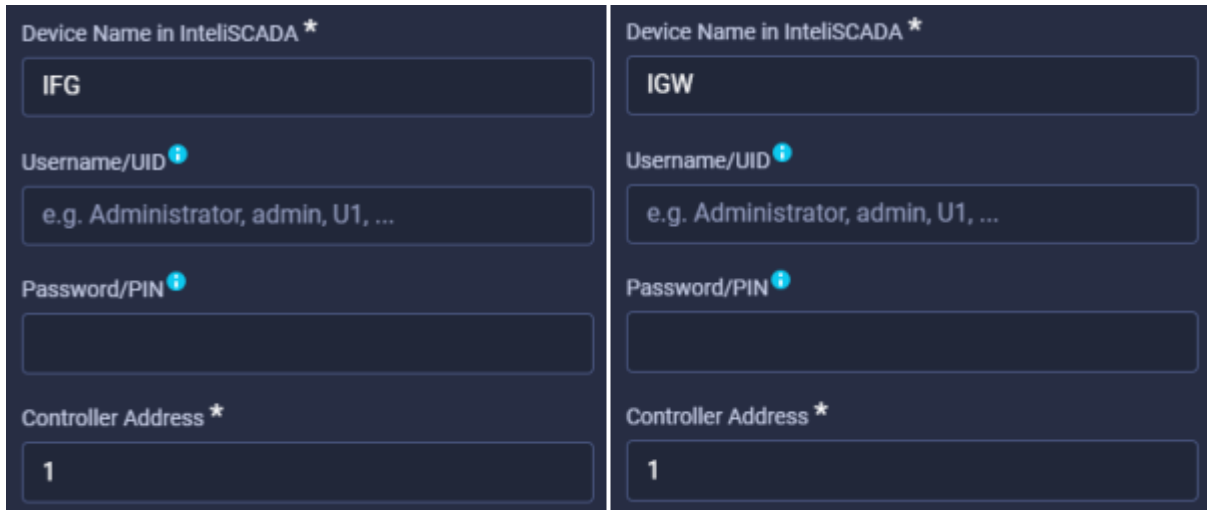 Device Name in InteliSCADA *
IFG
Username/UID
e.g. Administrator, admin, U1, ...
Password/PIN
Controller Address *
1
Device Name in InteliSCADA *
IGW
Username/UID
e.g. Administrator, admin, U1, ...
Password/PIN
Controller Address *
1